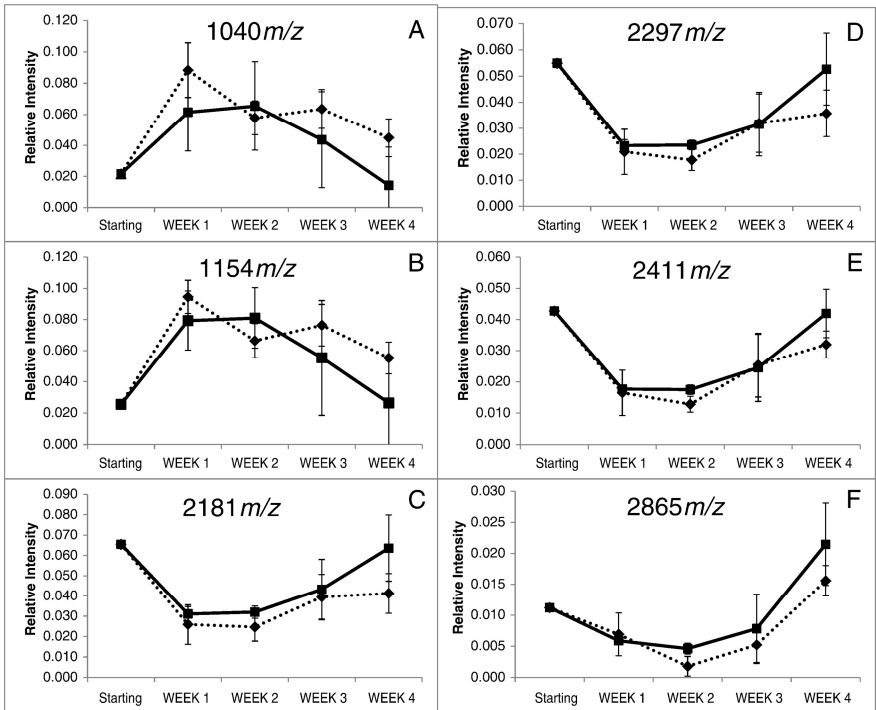 1040m/z
A
Relative Intensity
0.120
0.100
0.080
0.060
0.040
0.020
0.000
Starting WEEK 1 WEEK 2 WEEK 3 WEEK 4
1154m/z
B
Relative Intensity
0.120
0.100
0.080
0.060
0.040
0.020
0.000
Starting WEEK 1 WEEK 2 WEEK 3 WEEK 4
2181m/z
C
Relative Intensity
0.090
0.080
0.070
0.060
0.050
0.040
0.030
0.020
0.010
0.000
Starting WEEK 1 WEEK 2 WEEK 3 WEEK 4
2297m/z
D
Relative Intensity
0.070
0.060
0.050
0.040
0.030
0.020
0.010
0.000
Starting WEEK 1 WEEK 2 WEEK 3 WEEK 4
2411m/z
E
Relative Intensity
0.060
0.050
0.040
0.030
0.020
0.010
0.000
Starting WEEK 1 WEEK 2 WEEK 3 WEEK 4
2865m/z
F
Relative Intensity
0.030
0.025
0.020
0.015
0.010
0.005
0.000
Starting WEEK 1 WEEK 2 WEEK 3 WEEK 4